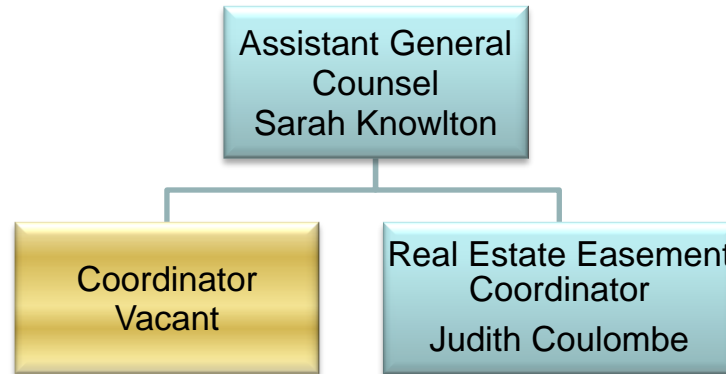 Assistant General
Counsel
Sarah Knowlton
Coordinator
Vacant
Real Estate Easement
Coordinator
Judith Coulombe